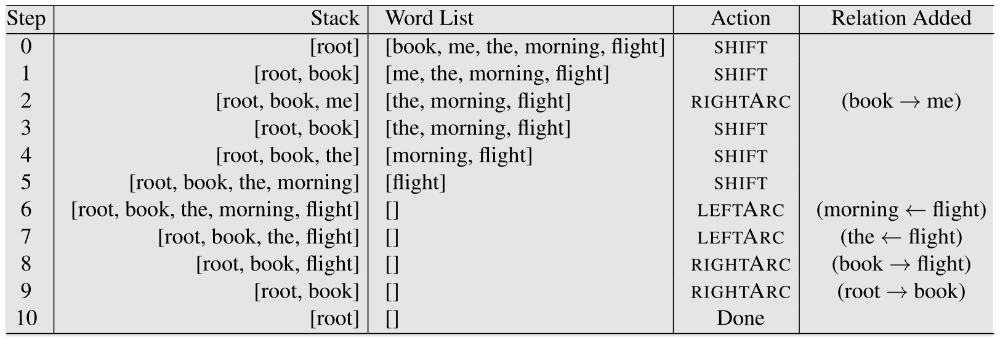 Step Stack Word List Action Relation Added
0 [root] [book, me, the, morning, flight] SHIFT
1 [root, book] [me, the, morning, flight] SHIFT
2 [root, book, me] [the, morning, flight] RIGHTARC (book → me)
3 [root, book] [the, morning, flight] SHIFT
4 [root, book, the] [morning, flight] SHIFT
5 [root, book, the, morning] [flight] SHIFT
6 [root, book, the, morning, flight] [] LEFTARC (morning ← flight)
7 [root, book, the, flight] [] LEFTARC (the ← flight)
8 [root, book, flight] [] RIGHTARC (book → flight)
9 [root, book] [] RIGHTARC (root → book)
10 [root] [] Done